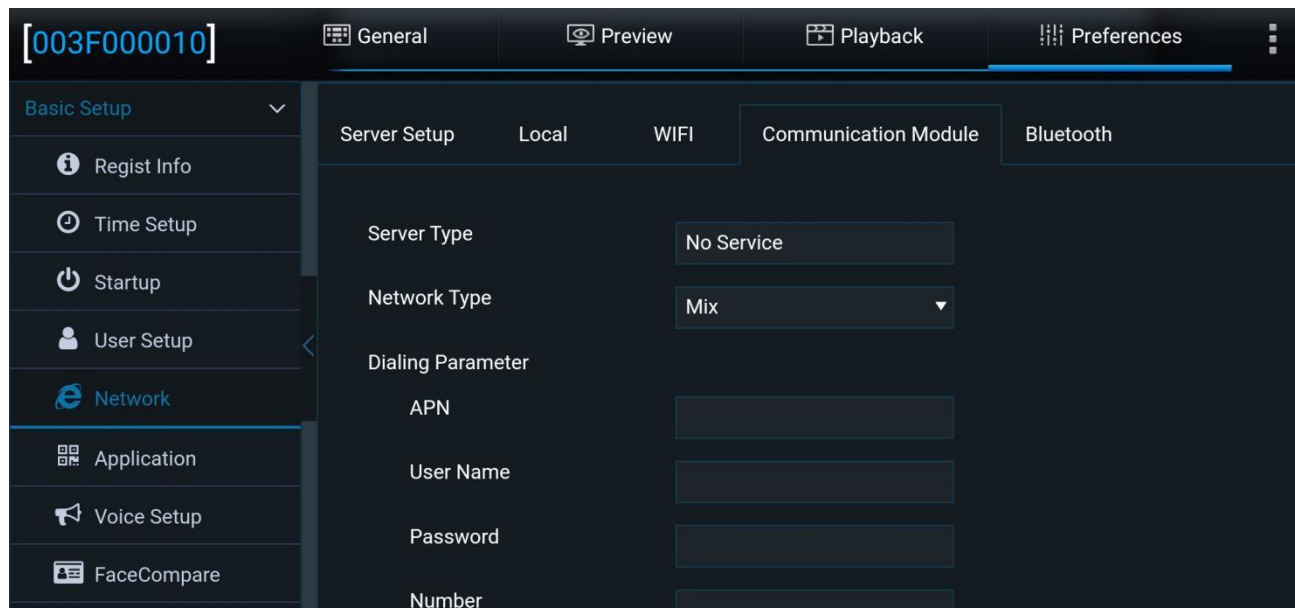 [003F000010]
General
Preview
Playback
Preferences
Basic Setup
Regist Info
Time Setup
Startup
User Setup
Network
Application
Voice Setup
FaceCompare
Server Setup
Local
WIFI
Communication Module
Bluetooth
Server Type
No Service
Network Type
Mix
Dialing Parameter
APN
User Name
Password
Number